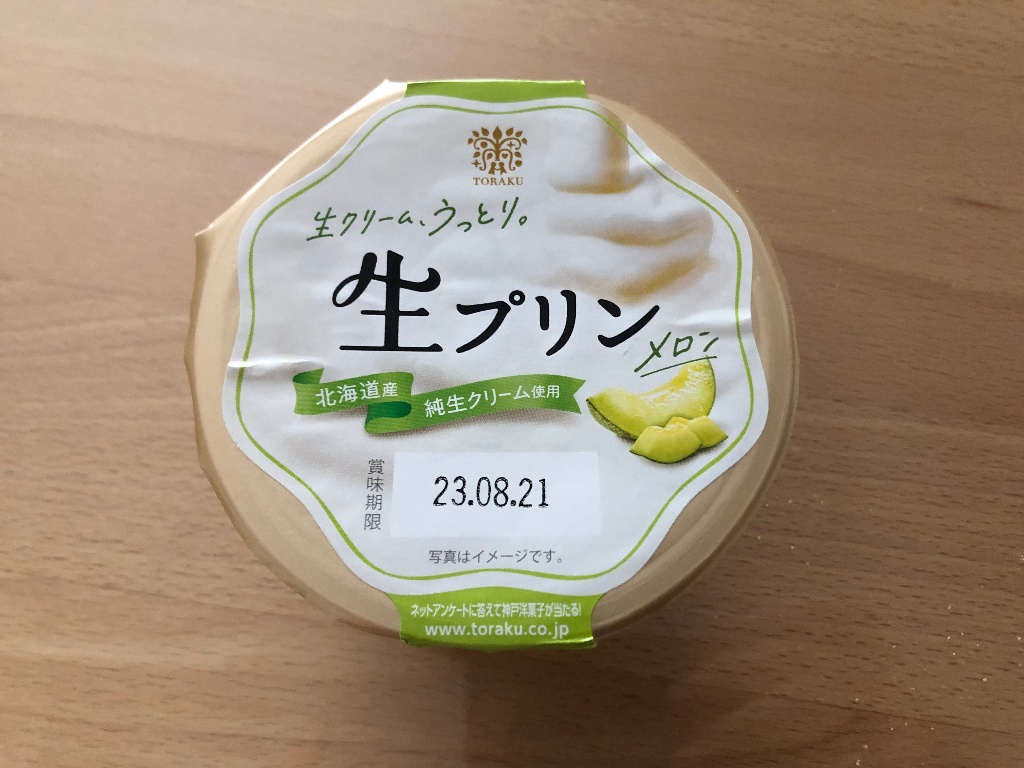 TORAKU
生クリーム、うっとり。
生プリン
メロン
北海道産
純生クリーム使用
賞味期限
23.08.21
写真はイメージです。
ネットアンケートに答えて神戸洋菓子が当たる!
www.toraku.co.jp